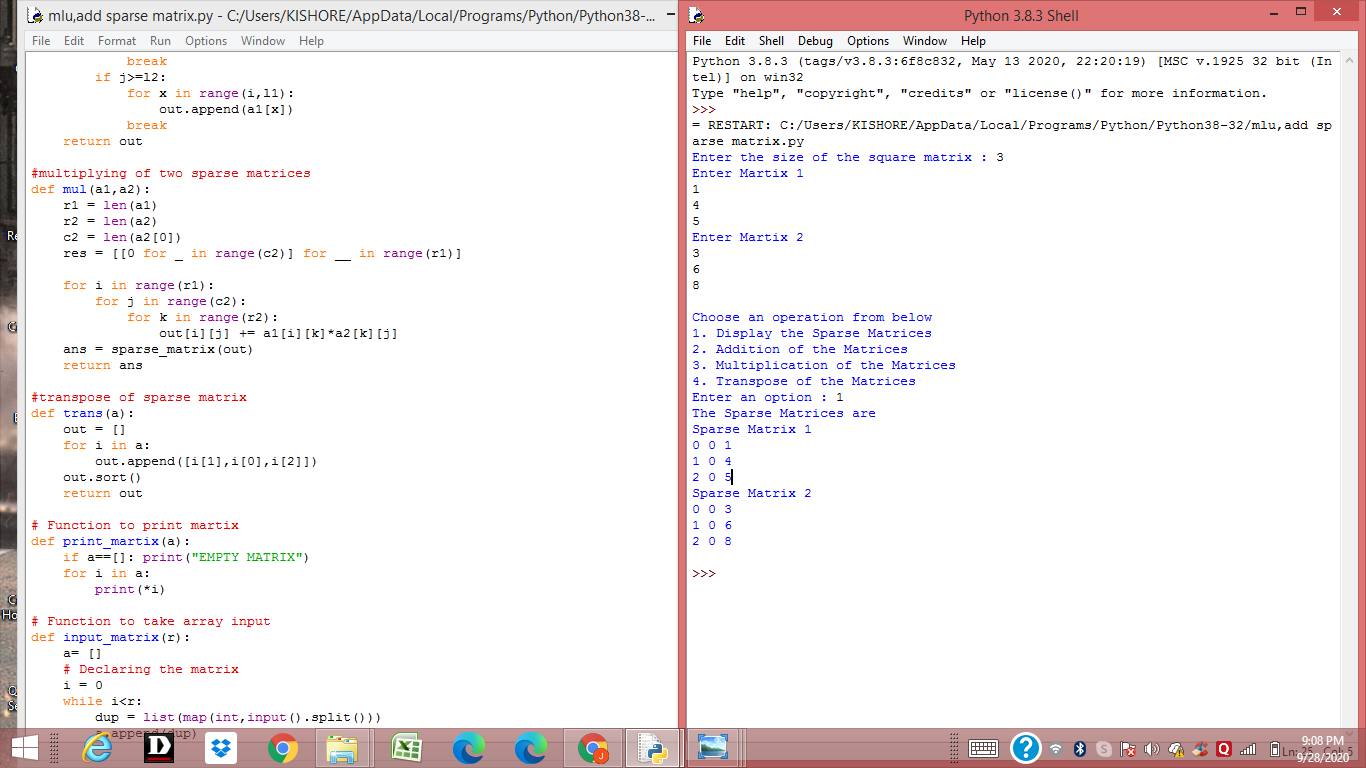 mlu,add sparse matrix.py - C:/Users/KISHORE/AppData/Local/Programs/Python/Python38-...
File Edit Format Run Options Window Help
            break
        if j>=l2:
            for x in range(i,l1):
                out.append(a1[x])
            break
    return out

#multiplying of two sparse matrices
def mul(a1,a2):
    r1 = len(a1)
    r2 = len(a2)
    c2 = len(a2[0])
    res = [[0 for _ in range(c2)] for __ in range(r1)]

    for i in range(r1):
        for j in range(c2):
            for k in range(r2):
                out[i][j] += a1[i][k]*a2[k][j]
    ans = sparse_matrix(out)
    return ans

#transpose of sparse matrix
def trans(a):
    out = []
    for i in a:
        out.append([i[1],i[0],i[2]])
    out.sort()
    return out

# Function to print martix
def print_martix(a):
    if a==[]: print("EMPTY MATRIX")
    for i in a:
        print(*i)

# Function to take array input
def input_matrix(r):
    a= []
    # Declaring the matrix
    i = 0
    while i<r:
        dup = list(map(int,input().split()))
        a.append(dup)
Python 3.8.3 Shell
File Edit Shell Debug Options Window Help
Python 3.8.3 (tags/v3.8.3:6f8c832, May 13 2020, 22:20:19) [MSC v.1925 32 bit (In
tel)] on win32
Type "help", "copyright", "credits" or "license()" for more information.
>>>
= RESTART: C:/Users/KISHORE/AppData/Local/Programs/Python/Python38-32/mlu,add sp
arse matrix.py
Enter the size of the square matrix : 3
Enter Martix 1
1
4
5
Enter Martix 2
3
6
8

Choose an operation from below
1. Display the Sparse Matrices
2. Addition of the Matrices
3. Multiplication of the Matrices
4. Transpose of the Matrices
Enter an option : 1
The Sparse Matrices are
Sparse Matrix 1
0 0 1
1 0 4
2 0 5
Sparse Matrix 2
0 0 3
1 0 6
2 0 8

>>>
Ln: 25 Col: 5
9:08 PM
9/28/2020